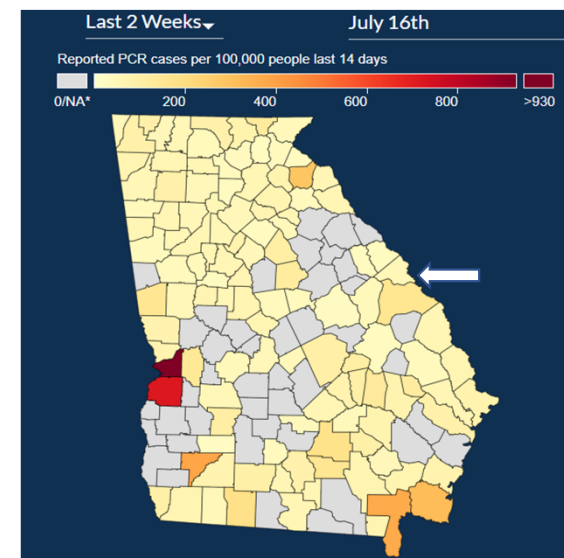 Last 2 Weeks July 16th
Reported PCR cases per 100,000 people last 14 days
0/NA* 200 400 600 800 >930